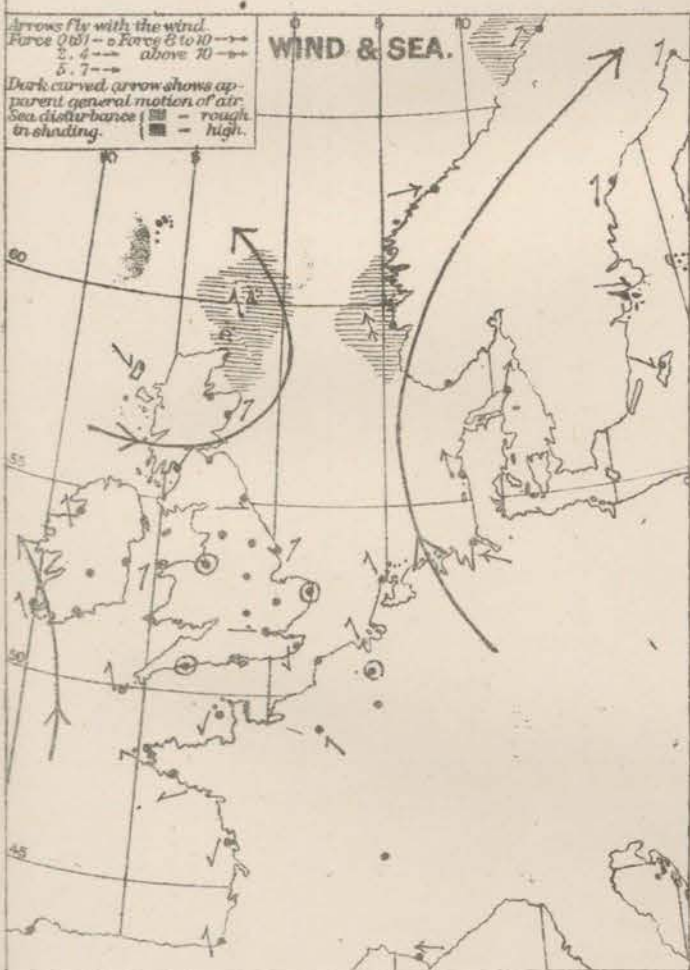 WIND & SEA.
Arrows fly with the wind.
Force 0 to 1 - o Force 8 to 10
2. 4 above 10
5. 7
Dark curved arrow shows ap-
parent general motion of air
Sea disturbance { = rough.
in shading. { = high.
10 5 0 5 10
60
55
50
45